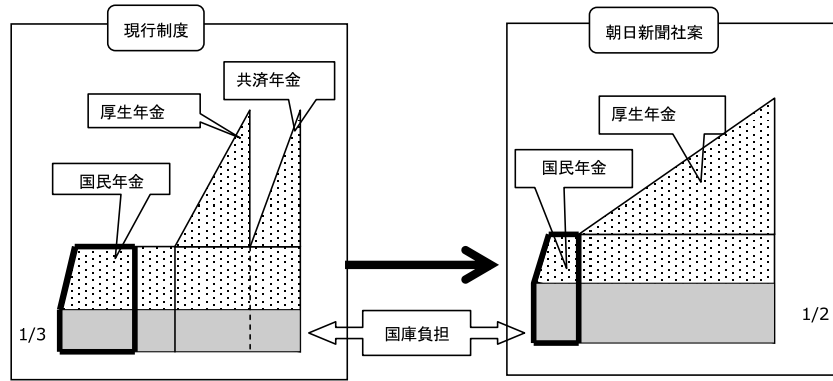 現行制度
共済年金
厚生年金
国民年金
1/3
朝日新聞社案
厚生年金
国民年金
1/2
国庫負担